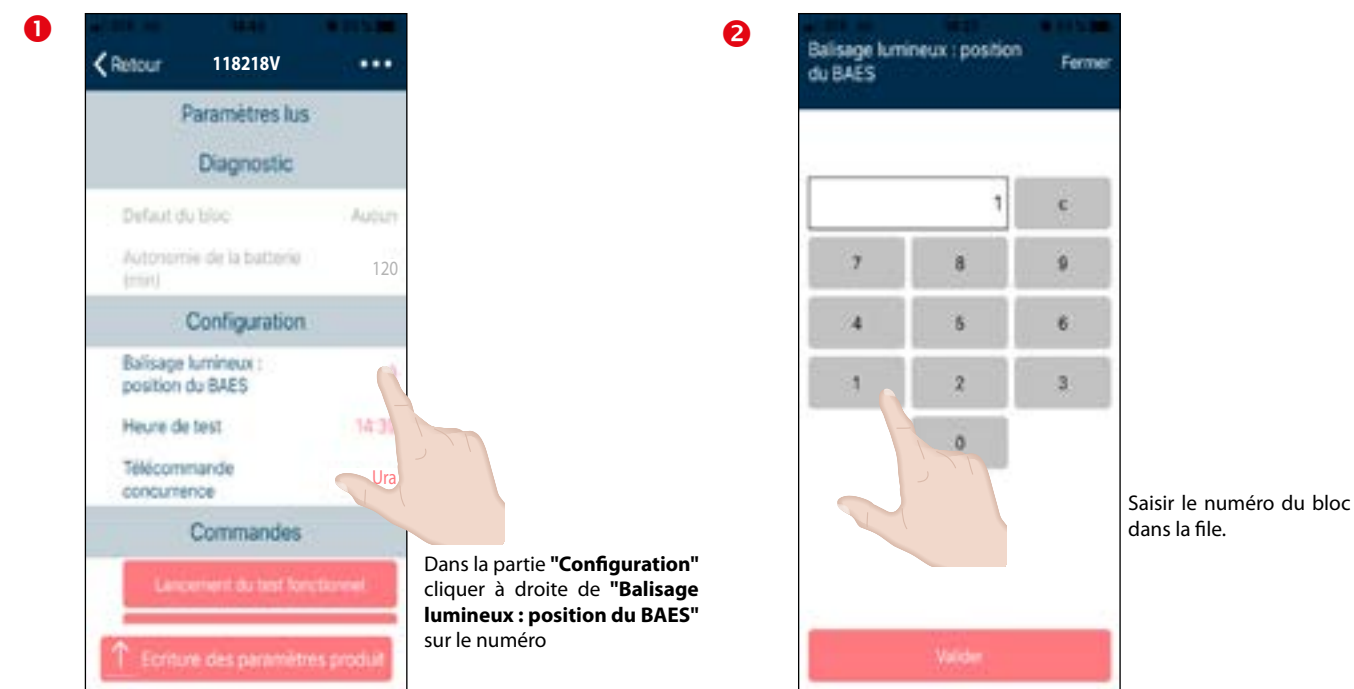 1
Retour 118218V •••
Paramètres lus
Diagnostic
Defaut du bloc Aucun
Autonomie de la batterie
(min) 120
Configuration
Balisage lumineux :
position du BAES
Heure de test 14:30
Télécommande
concurrence Ura
Commandes
Lancement du test fonctionnel
Ecriture des paramètres produit
Dans la partie "Configuration"
cliquer à droite de "Balisage
lumineux : position du BAES"
sur le numéro
2
Balisage lumineux : position
du BAES Fermer
1 c
7 8 9
4 5 6
1 2 3
0
Valider
Saisir le numéro du bloc
dans la file.